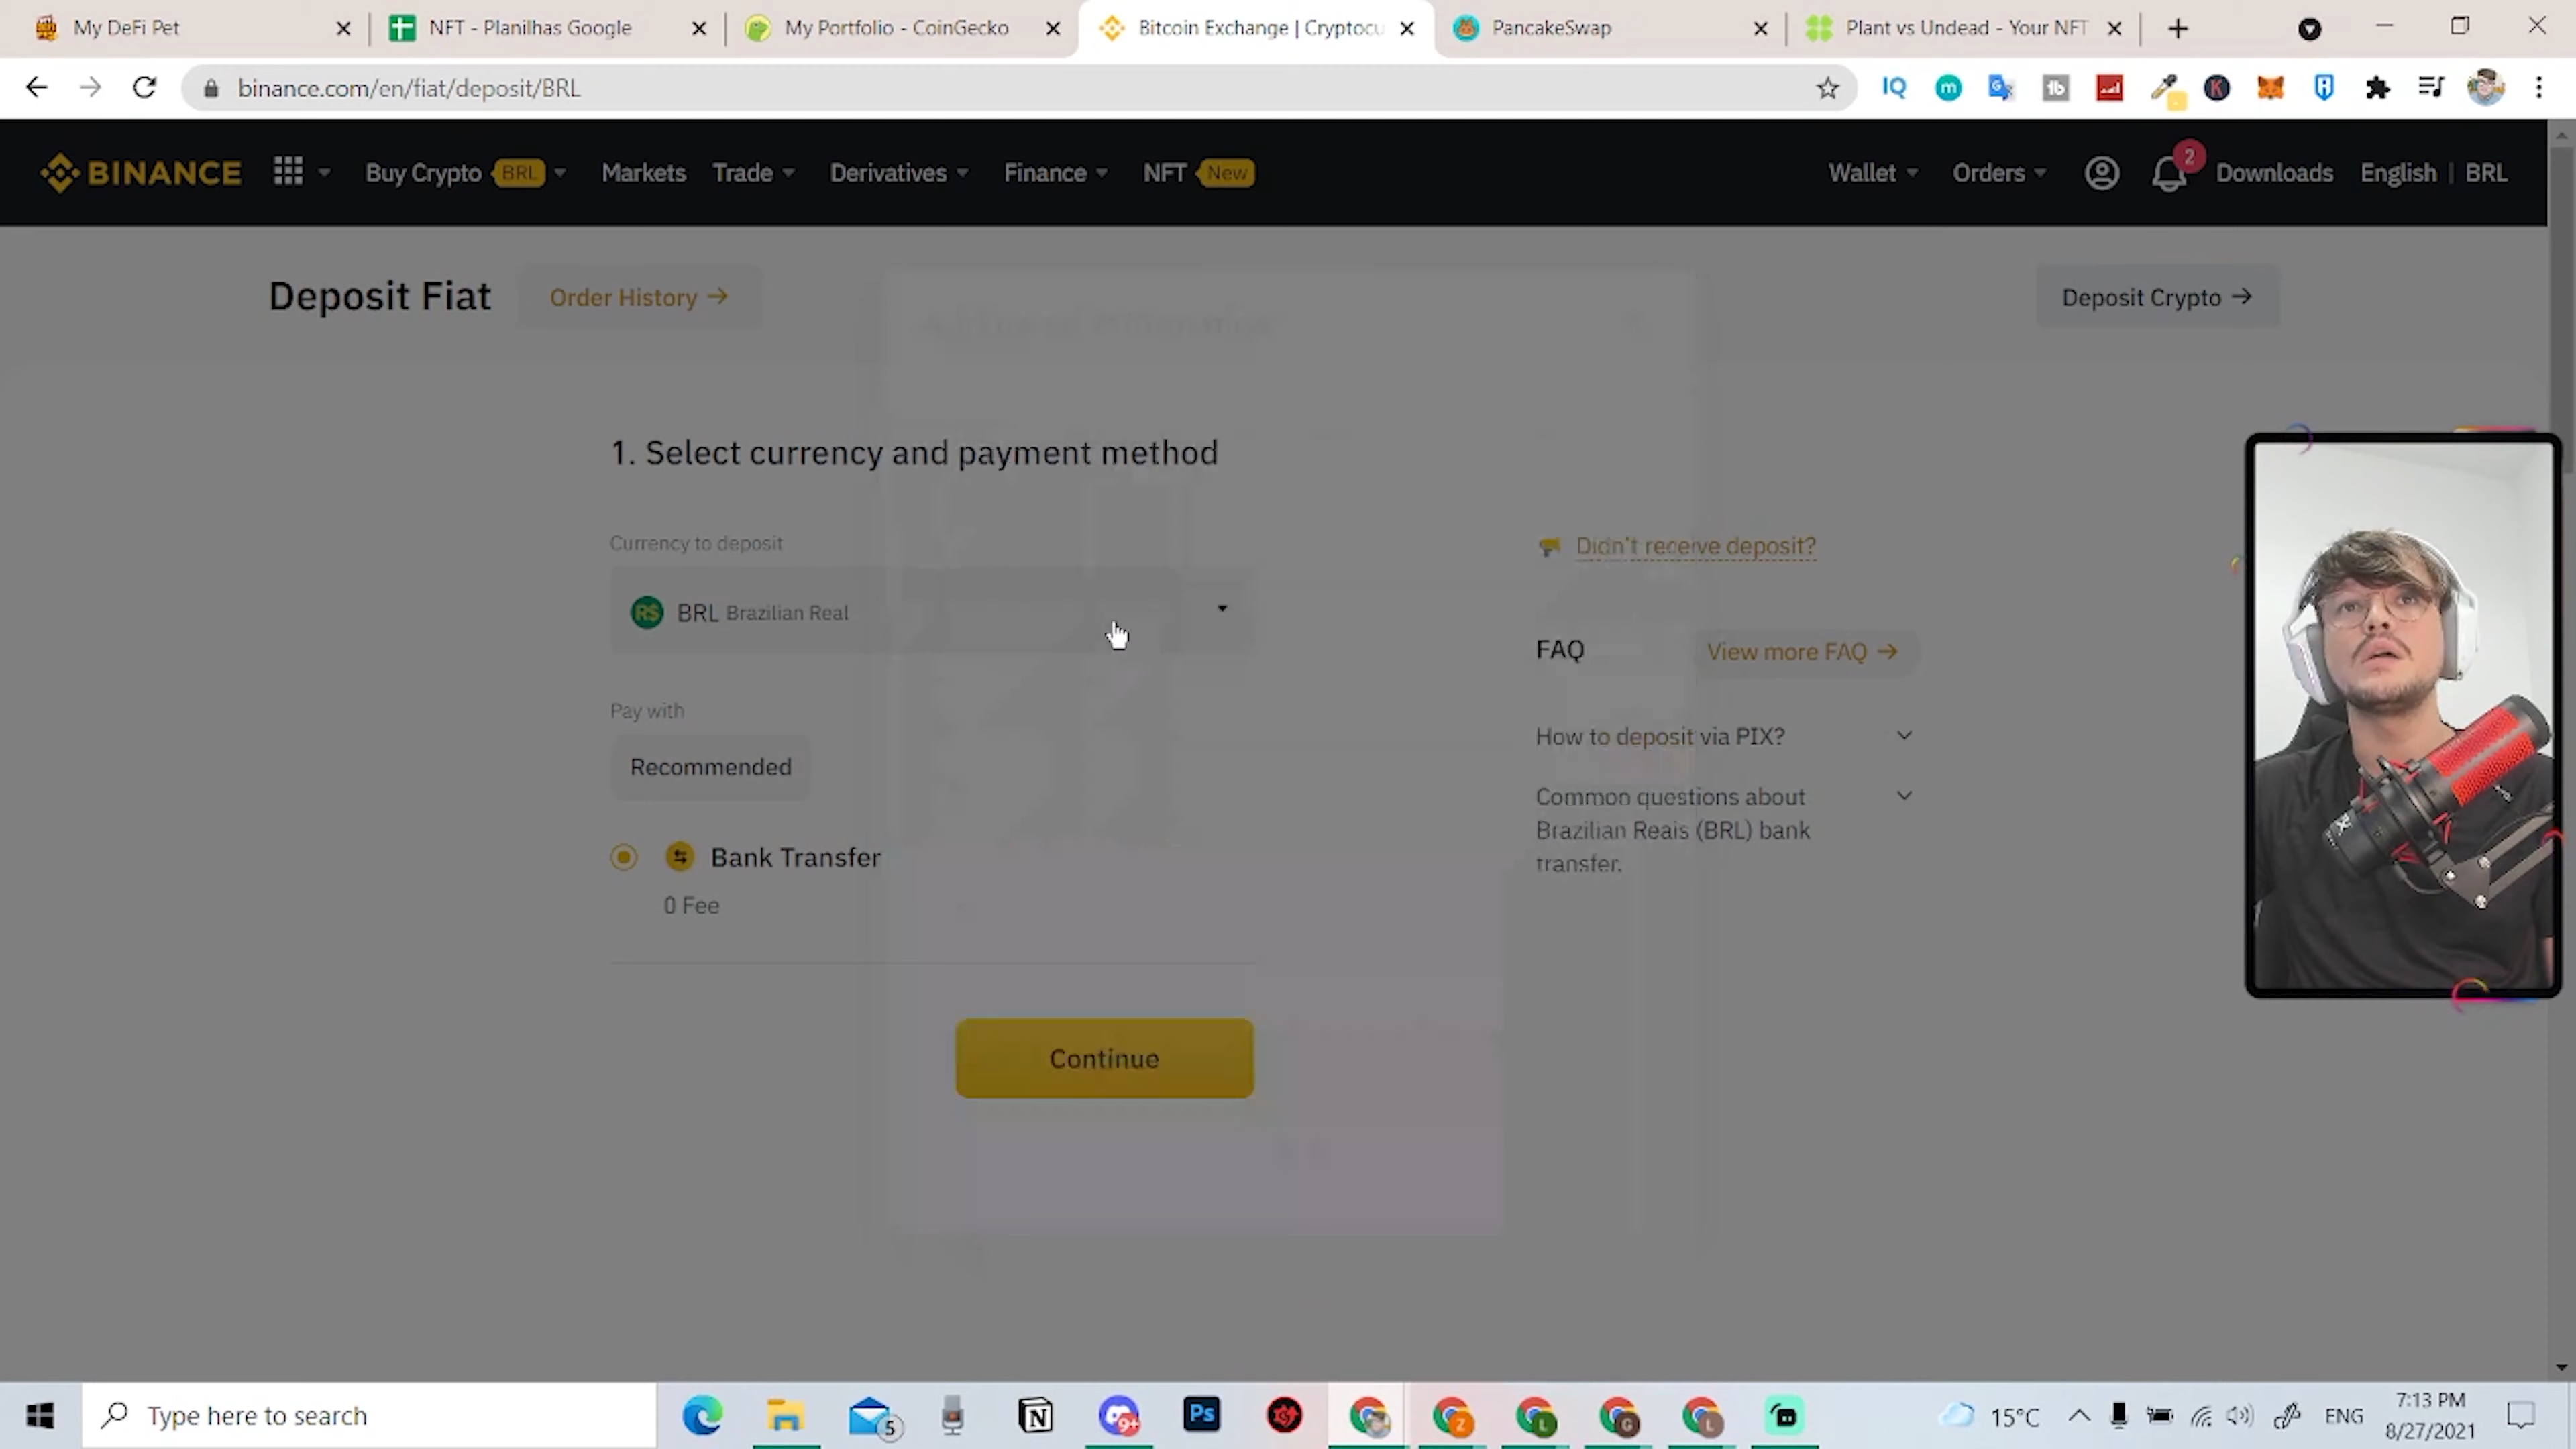 My DeFi Pet
NFT - Planilhas Google
My Portfolio - CoinGecko
Bitcoin Exchange | Cryptocu
PancakeSwap
Plant vs Undead - Your NFT
binance.com/en/fiat/deposit/BRL
IQ
BINANCE
Buy Crypto BRL
Markets
Trade
Derivatives
Finance
NFT New
Wallet
Orders
2
Downloads
English | BRL
Deposit Fiat
Order History →
Deposit Crypto →
1. Select currency and payment method
Currency to deposit
R$ BRL Brazilian Real
Pay with
Recommended
Bank Transfer
0 Fee
Continue
Didn't receive deposit?
FAQ
View more FAQ →
How to deposit via PIX?
Common questions about
Brazilian Reais (BRL) bank
transfer.
Type here to search
5
9+
Ps
Z
L
G
L
15°C
ENG
7:13 PM
8/27/2021